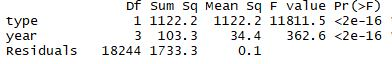 Df Sum Sq Mean Sq F value Pr(>F)
type 1 1122.2 1122.2 11811.5 <2e-16
year 3 103.3 34.4 362.6 <2e-16
Residuals 18244 1733.3 0.1